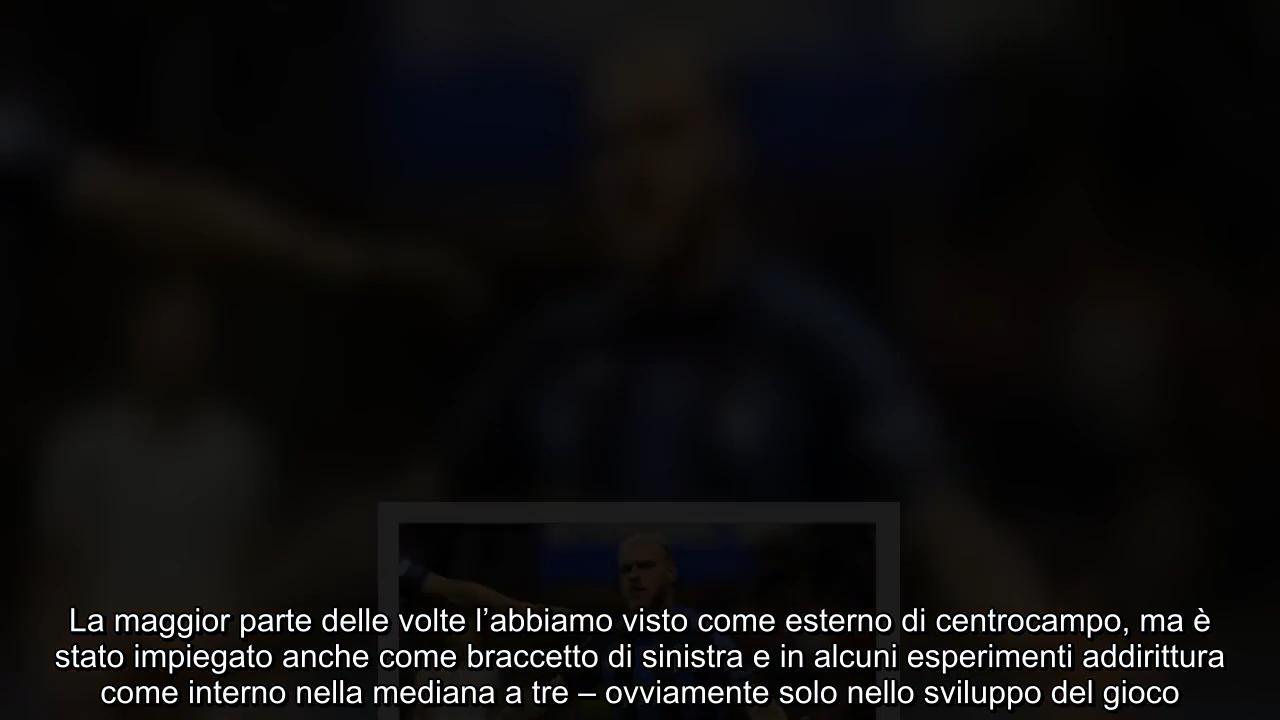 La maggior parte delle volte l’abbiamo visto come esterno di centrocampo, ma è
stato impiegato anche come braccetto di sinistra e in alcuni esperimenti addirittura
come interno nella mediana a tre – ovviamente solo nello sviluppo del gioco